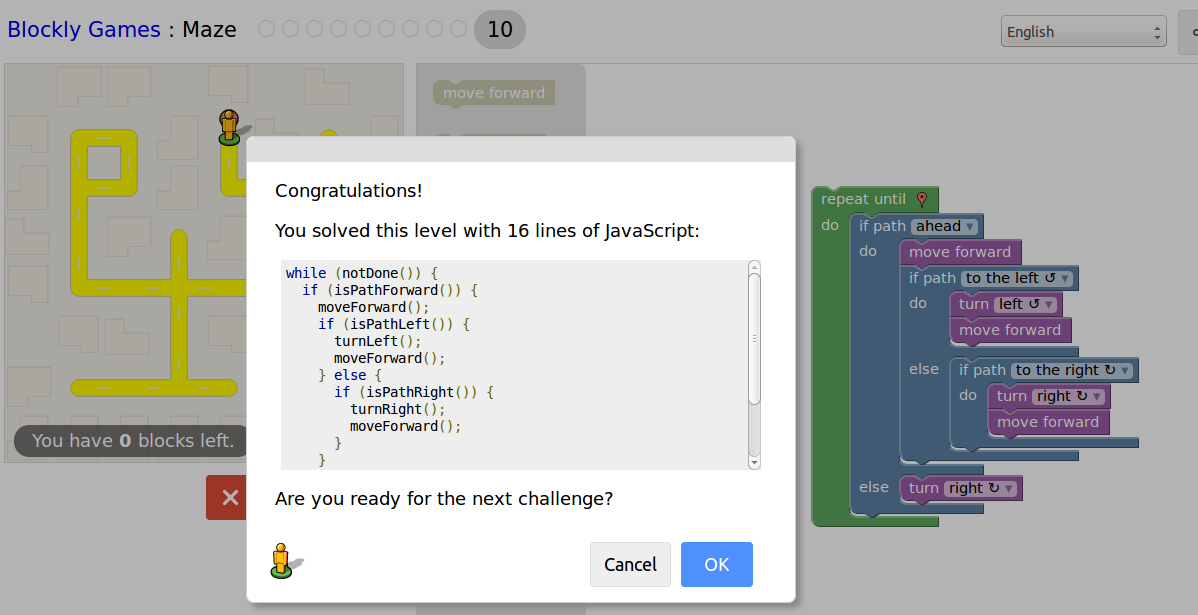 Blockly Games : Maze 10
English
move forward
Congratulations!
You solved this level with 16 lines of JavaScript:
while (notDone()) {
if (isPathForward()) {
moveForward();
if (isPathLeft()) {
turnLeft();
moveForward();
} else {
if (isPathRight()) {
turnRight();
moveForward();
}
}
Are you ready for the next challenge?
Cancel OK
You have 0 blocks left.
repeat until
do if path ahead ▾
do move forward
if path to the left ↺ ▾
do turn left ↺ ▾
move forward
else if path to the right ↻ ▾
do turn right ↻ ▾
move forward
else turn right ↻ ▾